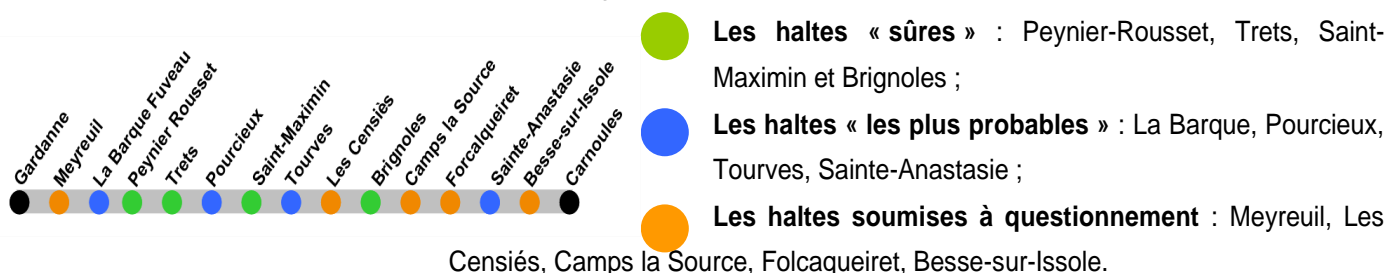 Gardanne
Meyreuil
La Barque Fuveau
Peynier Rousset
Trets
Pourcieux
Saint-Maximin
Tourves
Les Censiès
Brignoles
Camps la Source
Forcalqueiret
Sainte-Anastasie
Besse-sur-Issole
Carnoules
Les haltes « sûres » : Peynier-Rousset, Trets, Saint-
Maximin et Brignoles ;
Les haltes « les plus probables » : La Barque, Pourcieux,
Tourves, Sainte-Anastasie ;
Les haltes soumises à questionnement : Meyreuil, Les
Censiés, Camps la Source, Folcaqueiret, Besse-sur-Issole.